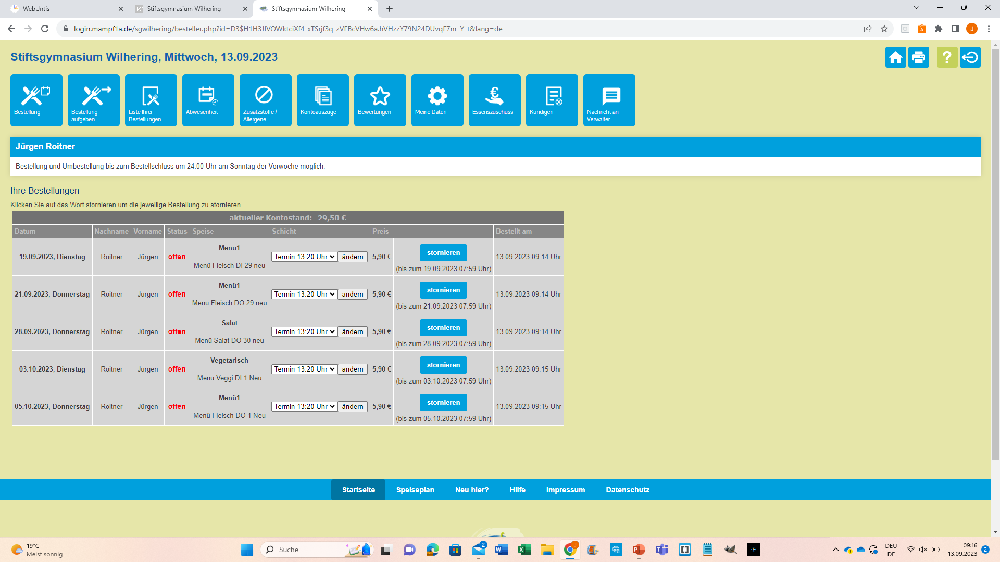 WebUntis
Stiftsgymnasium Wilhering
Stiftsgymnasium Wilhering
login.mampf1a.de/sgwilhering/besteller.php?id=D3$H1H3JIVOWktciXf4_xTSrjf3q_zVFBcVHw6a.hVHzzY79N24DUvqF7nr_Y_t&lang=de
J
Stiftsgymnasium Wilhering, Mittwoch, 13.09.2023
Bestellung
Bestellung aufgeben
Liste Ihrer Bestellungen
Abwesenheit
Zusatzstoffe / Allergene
Kontoauszüge
Bewertungen
Meine Daten
Essenszuschuss
Kündigen
Nachricht an Verwalter
Jürgen Roitner
Bestellung und Umbestellung bis zum Bestellschluss um 24:00 Uhr am Sonntag der Vorwoche möglich.
Ihre Bestellungen
Klicken Sie auf das Wort stornieren um die jeweilige Bestellung zu stornieren.
aktueller Kontostand: -29,50 €
Datum Nachname Vorname Status Speise Schicht Preis Bestellt am
19.09.2023, Dienstag Roitner Jürgen offen Menü1 Menü Fleisch DI 29 neu Termin 13:20 Uhr ändern 5,90 € stornieren (bis zum 19.09.2023 07:59 Uhr) 13.09.2023 09:14 Uhr
21.09.2023, Donnerstag Roitner Jürgen offen Menü1 Menü Fleisch DO 29 neu Termin 13:20 Uhr ändern 5,90 € stornieren (bis zum 21.09.2023 07:59 Uhr) 13.09.2023 09:14 Uhr
28.09.2023, Donnerstag Roitner Jürgen offen Salat Menü Salat DO 30 neu Termin 13:20 Uhr ändern 5,90 € stornieren (bis zum 28.09.2023 07:59 Uhr) 13.09.2023 09:14 Uhr
03.10.2023, Dienstag Roitner Jürgen offen Vegetarisch Menü Veggi DI 1 Neu Termin 13:20 Uhr ändern 5,90 € stornieren (bis zum 03.10.2023 07:59 Uhr) 13.09.2023 09:15 Uhr
05.10.2023, Donnerstag Roitner Jürgen offen Menü1 Menü Fleisch DO 1 Neu Termin 13:20 Uhr ändern 5,90 € stornieren (bis zum 05.10.2023 07:59 Uhr) 13.09.2023 09:15 Uhr
Startseite Speiseplan Neu hier? Hilfe Impressum Datenschutz
19°C
Meist sonnig
Suche
2
DEU
DE
09:16
13.09.2023
2